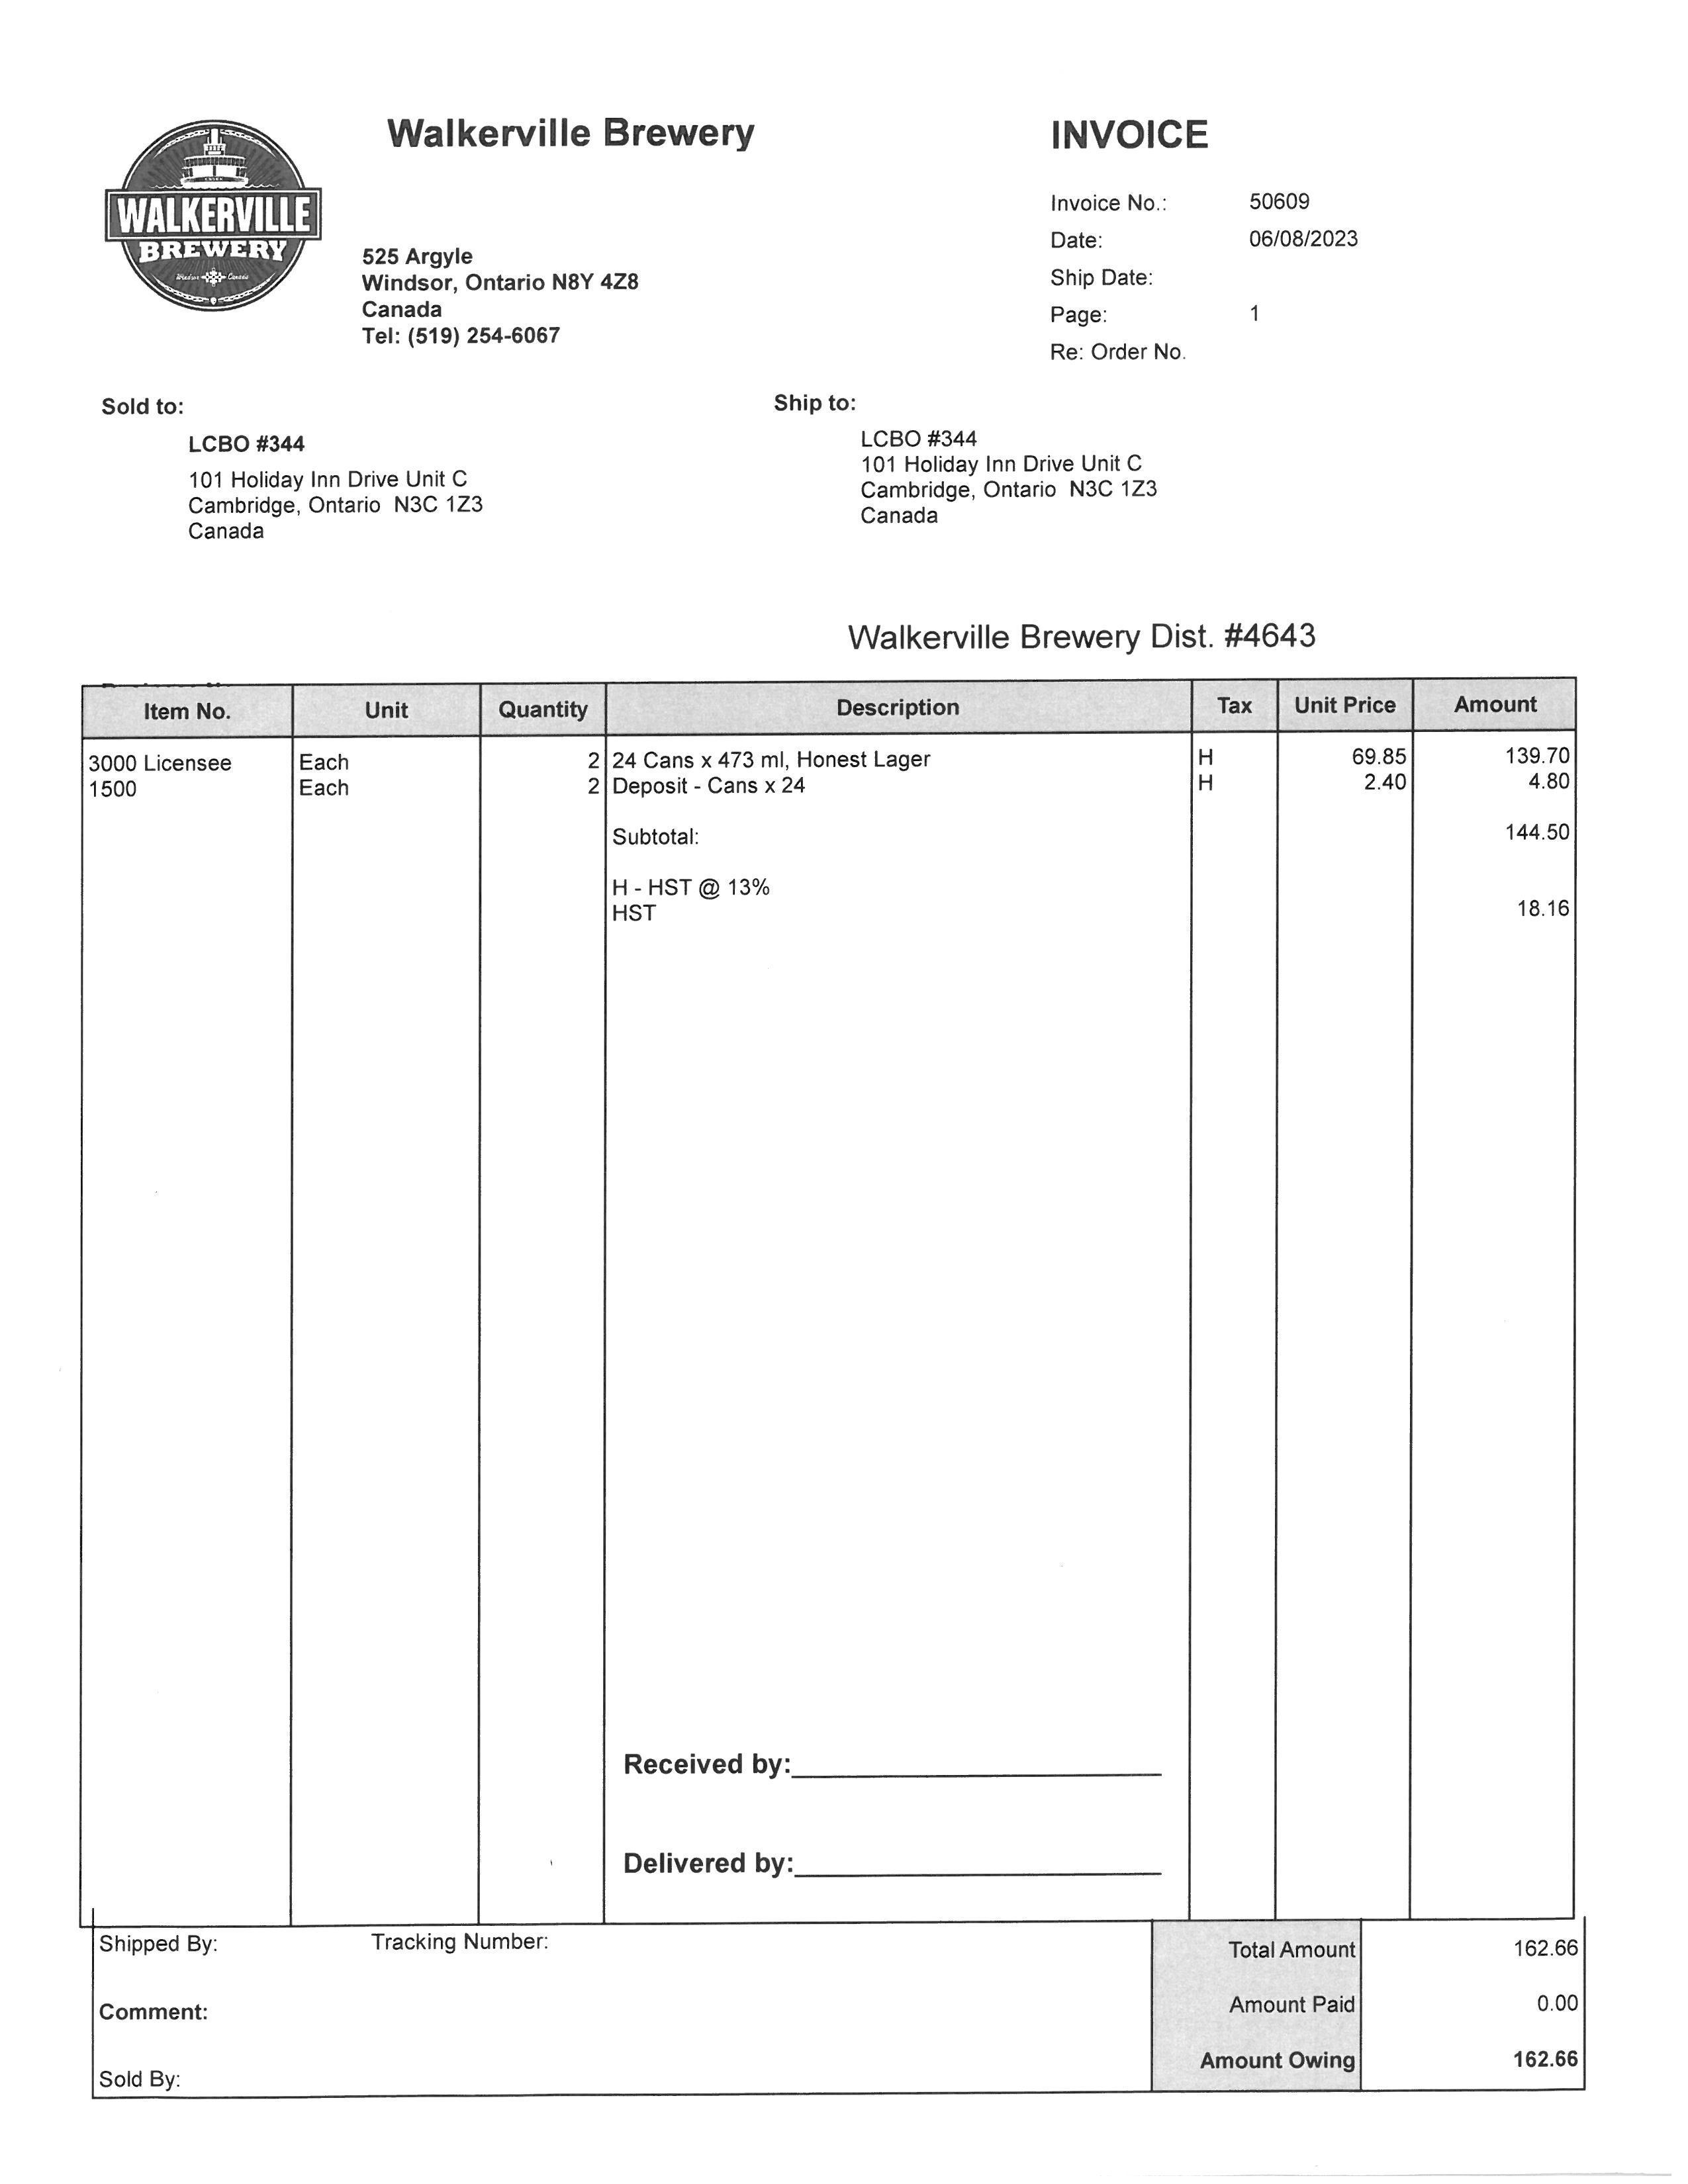 Walkerville Brewery
INVOICE
WALKERVILLE
BREWERY
Windsor Canada
525 Argyle
Windsor, Ontario N8Y 4Z8
Canada
Tel: (519) 254-6067
Invoice No.: 50609
Date: 06/08/2023
Ship Date:
Page: 1
Re: Order No.
Sold to:
LCBO #344
101 Holiday Inn Drive Unit C
Cambridge, Ontario N3C 1Z3
Canada
Ship to:
LCBO #344
101 Holiday Inn Drive Unit C
Cambridge, Ontario N3C 1Z3
Canada
Walkerville Brewery Dist. #4643
Item No. Unit Quantity Description Tax Unit Price Amount
3000 Licensee Each 2 24 Cans x 473 ml, Honest Lager H 69.85 139.70
1500 Each 2 Deposit - Cans x 24 H 2.40 4.80
Subtotal: 144.50
H - HST @ 13%
HST 18.16
Received by:
Delivered by:
Shipped By: Tracking Number:
Comment:
Sold By:
Total Amount 162.66
Amount Paid 0.00
Amount Owing 162.66